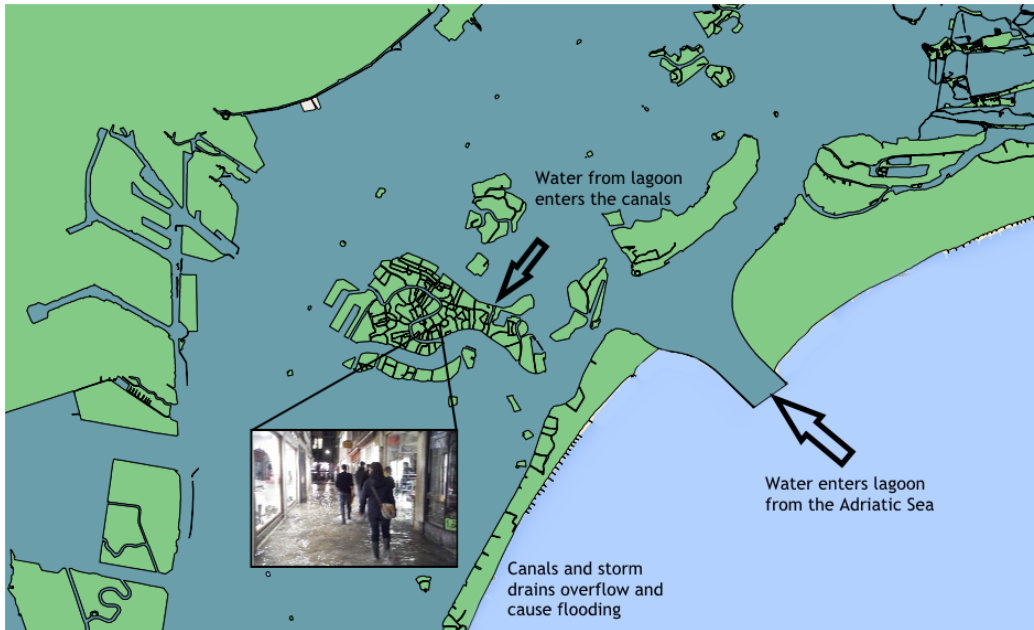 Water from lagoon
enters the canals
Water enters lagoon
from the Adriatic Sea
Canals and storm
drains overflow and
cause flooding